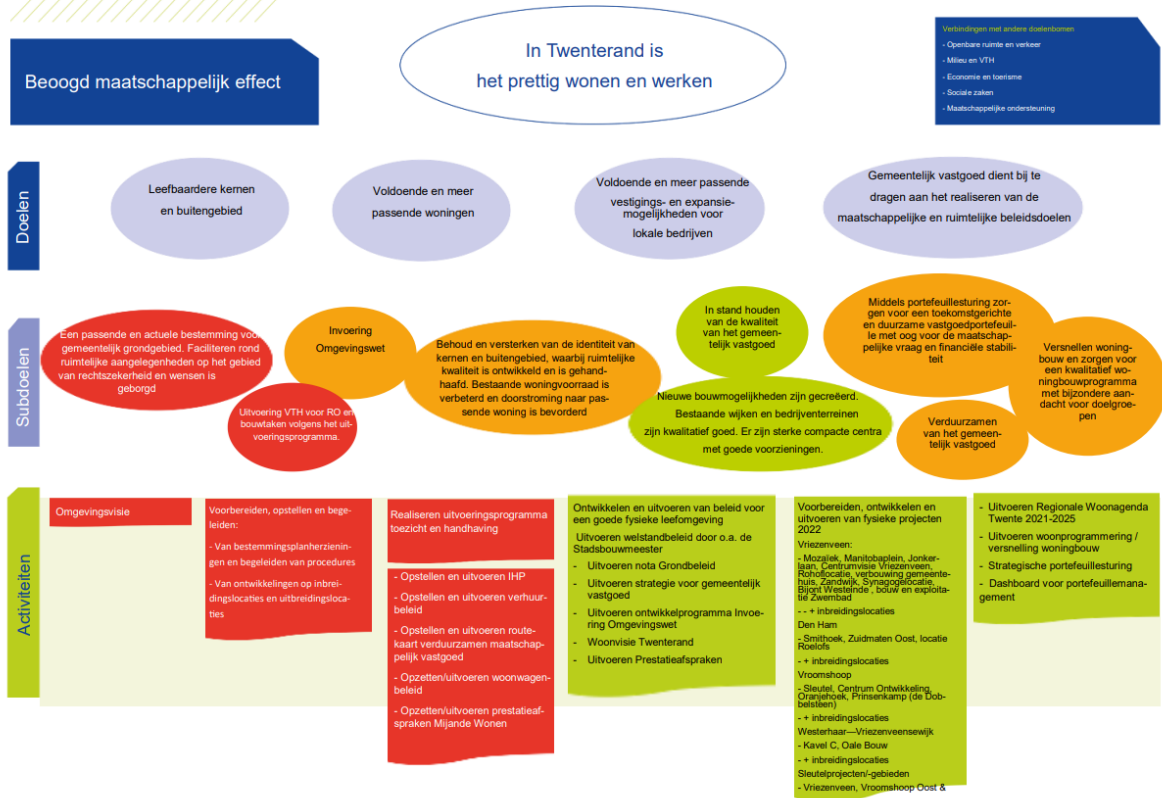 Beoogd maatschappelijk effect
In Twenterand is
het prettig wonen en werken
Verbindingen met andere doelenbomen
- Openbare ruimte en verkeer
- Milieu en VTH
- Economie en toerisme
- Sociale zaken
- Maatschappelijke ondersteuning
Doelen
Leefbaardere kernen
en buitengebied
Voldoende en meer
passende woningen
Voldoende en meer passende
vestigings- en expansie-
mogelijkheden voor
lokale bedrijven
Gemeentelijk vastgoed dient bij te
dragen aan het realiseren van de
maatschappelijke en ruimtelijke beleidsdoelen
Subdoelen
Een passende en actuele bestemming voor
gemeentelijk grondgebied. Faciliteren rond
ruimtelijke aangelegenheden op het gebied
van rechtszekerheid en wensen is
geborgd
Uitvoering VTH voor RO en
bouwtaken volgens het uit-
voeringsprogramma.
Invoering
Omgevingswet
Behoud en versterken van de identiteit van
kernen en buitengebied, waarbij ruimtelijke
kwaliteit is ontwikkeld en is gehand-
haafd. Bestaande woningvoorraad is
verbeterd en doorstroming naar pas-
sende woning is bevorderd
In stand houden
van de kwaliteit
van het gemeen-
telijk vastgoed
Nieuwe bouwmogelijkheden zijn gecreëerd.
Bestaande wijken en bedrijventerreinen
zijn kwalitatief goed. Er zijn sterke compacte centra
met goede voorzieningen.
Middels portefeuillesturing zor-
gen voor een toekomstgerichte
en duurzame vastgoedportefeuil-
le met oog voor de maatschap-
pelijke vraag en financiële stabili-
teit
Verduurzamen
van het gemeen-
telijk vastgoed
Versnellen woning-
bouw en zorgen voor
een kwalitatief wo-
ningbouwprogramma
met bijzondere aan-
dacht voor doelgroe-
pen
Activiteiten
Omgevingsvisie
Voorbereiden, opstellen en bege-
leiden:
- Van bestemmingsplanherzienin-
gen en begeleiden van procedures
- Van ontwikkelingen op inbrei-
dingslocaties en uitbreidingsloca-
ties
Realiseren uitvoeringsprogramma
toezicht en handhaving
- Opstellen en uitvoeren IHP
- Opstellen en uitvoeren verhuur-
beleid
- Opstellen en uitvoeren route-
kaart verduurzamen maatschap-
pelijk vastgoed
- Opzetten/uitvoeren woonwagen-
beleid
- Opzetten/uitvoeren prestatieaf-
spraken Mijande Wonen
Ontwikkelen en uitvoeren van beleid voor
een goede fysieke leefomgeving
Uitvoeren welstandbeleid door o.a. de
Stadsbouwmeester
- Uitvoeren nota Grondbeleid
- Uitvoeren strategie voor gemeentelijk
vastgoed
- Uitvoeren ontwikkelprogramma Invoe-
ring Omgevingswet
- Woonvisie Twenterand
- Uitvoeren Prestatieafspraken
Voorbereiden, ontwikkelen en
uitvoeren van fysieke projecten
2022
Vriezenveen:
- Mozaïek, Manitobaplein, Jonker-
laan, Centrumvisie Vriezenveen,
Rohoflocatie, verbouwing gemeente-
huis, Zandwijk, Synagogelocatie,
Bijont Westeinde , bouw en exploita-
tie Zwembad
- - + inbreidingslocaties
Den Ham
- Smithoek, Zuidmaten Oost, locatie
Roelofs
- + inbreidingslocaties
Vroomshoop
- Sleutel, Centrum Ontwikkeling,
Oranjehoek, Prinsenkamp (de Dob-
belsteen)
- + inbreidingslocaties
Westerhaar—Vriezenveensewijk
- Kavel C, Oale Bouw
- + inbreidingslocaties
Sleutelprojecten/-gebieden
- Vriezenveen, Vroomshoop Oost &
- Uitvoeren Regionale Woonagenda
Twente 2021-2025
- Uitvoeren woonprogrammering /
versnelling woningbouw
- Strategische portefeuillesturing
- Dashboard voor portefeuillemana-
gement